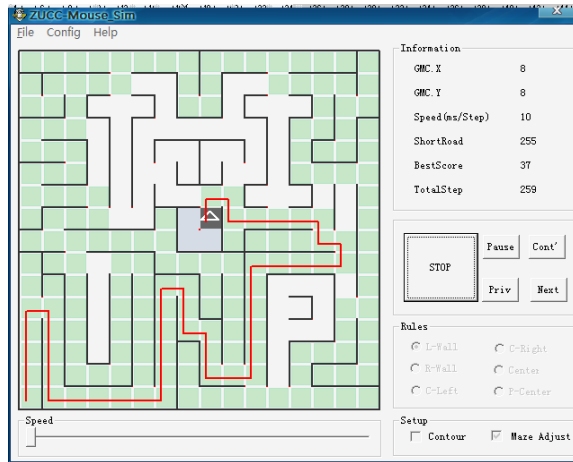 ZUCC-Mouse_Sim
File Config Help
Information
GMC.X 8
GMC.Y 8
Speed(ms/Step) 10
ShortRoad 255
BestScore 37
TotalStep 259
STOP
Pause
Cont'
Priv
Next
Rules
L-Wall
C-Right
R-Wall
Center
C-Left
P-Center
Speed
Setup
Contour
Maze Adjust